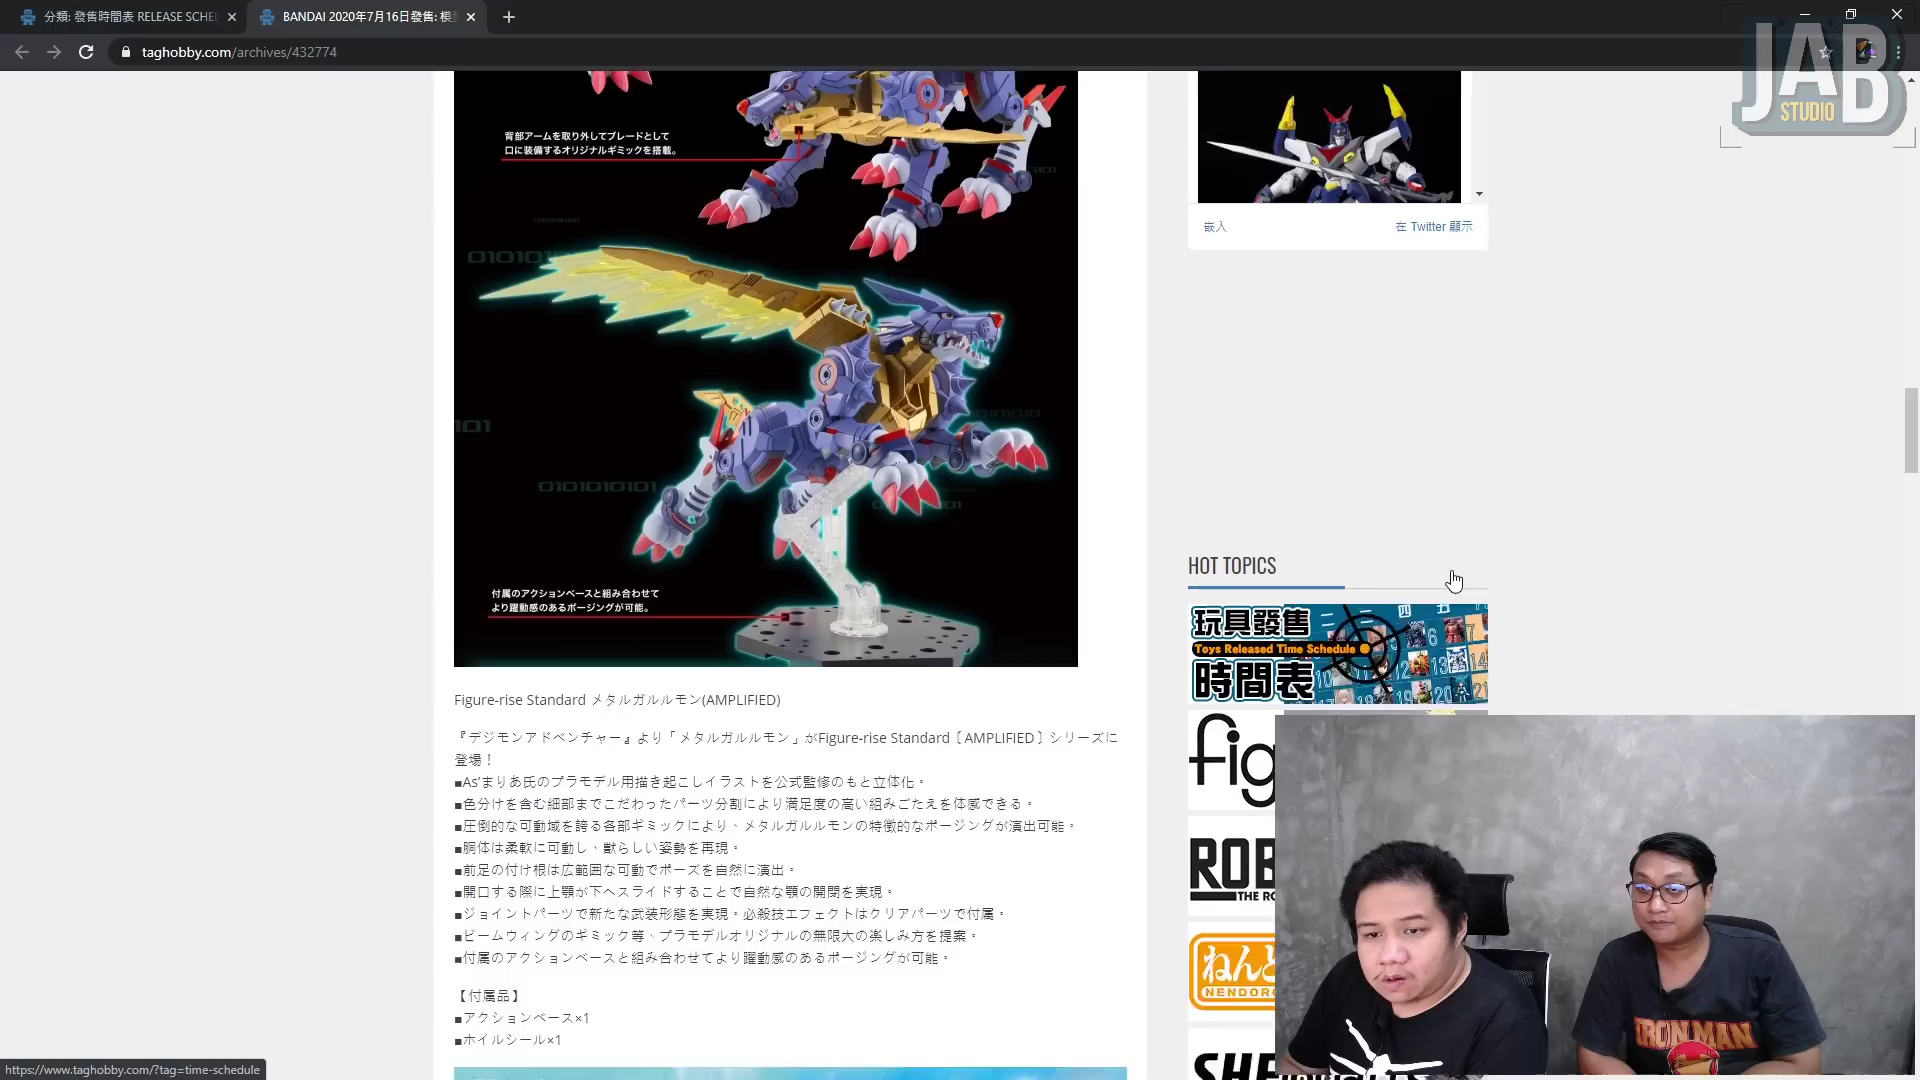 分類: 發售時間表 RELEASE SCHE
BANDAI 2020年7月16日發售: 模
taghobby.com/archives/432774
JAB
STUDIO
背部アームを取り外してブレードとして
口に装備するオリジナルギミックを搭載。
嵌入
在 Twitter 顯示
010101
101
0101010101
付属のアクションベースと組み合わせて
より躍動感のあるポージングが可能。
HOT TOPICS
玩具發售
Toys Released Time Schedule
時間表
Figure-rise Standard メタルガルルモン(AMPLIFIED)
『デジモンアドベンチャー』より「メタルガルルモン」がFigure-rise Standard〔AMPLIFIED〕シリーズに
登場！
■As’まりあ氏のプラモデル用描き起こしイラストを公式監修のもと立体化。
■色分けを含む細部までこだわったパーツ分割により満足度の高い組みごたえを体感できる。
■圧倒的な可動域を誇る各部ギミックにより、メタルガルルモンの特徴的なポージングが演出可能。
■胴体は柔軟に可動し、獣らしい姿勢を再現。
■前足の付け根は広範囲な可動でポーズを自然に演出。
■開口する際に上顎が下へスライドすることで自然な顎の開閉を実現。
■ジョイントパーツで新たな武装形態を実現。必殺技エフェクトはクリアパーツで付属。
■ビームウィングのギミック等、プラモデルオリジナルの無限大の楽しみ方を提案。
■付属のアクションベースと組み合わせてより躍動感のあるポージングが可能。
【付属品】
■アクションベース×1
■ホイルシール×1
fig
ROB
THE RO
ねんど
NENDORO
IRON MAN
https://www.taghobby.com/?tag=time-schedule